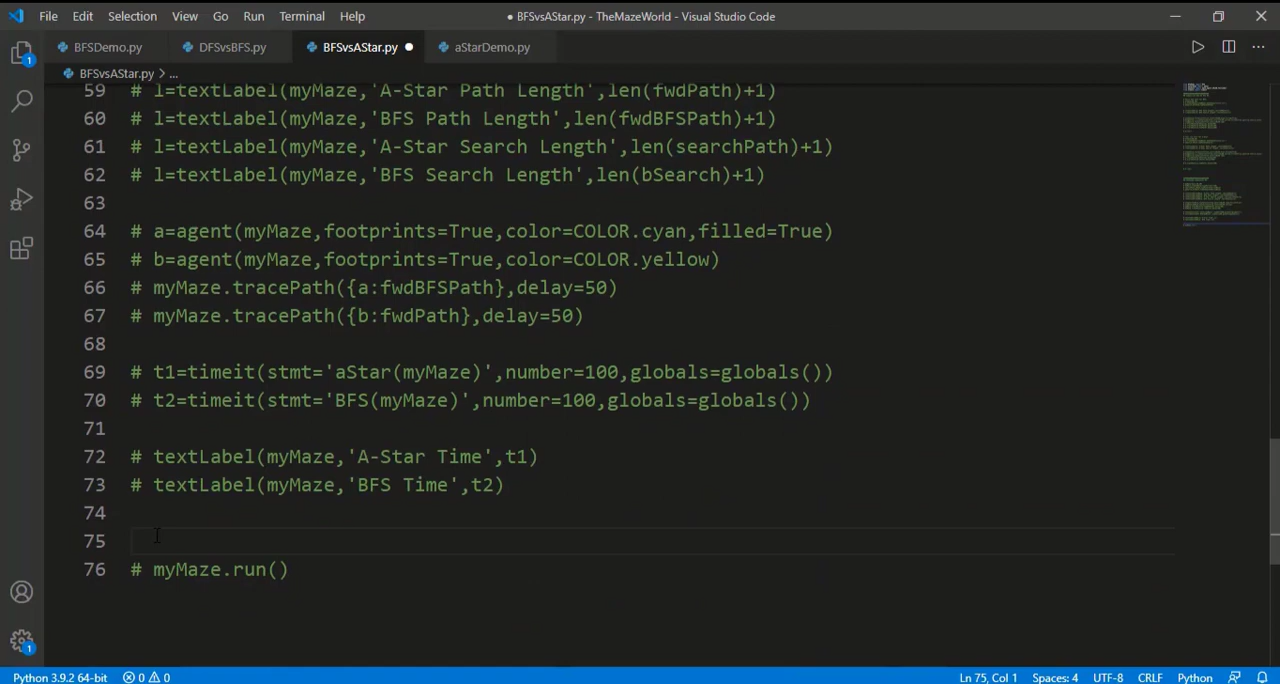 File Edit Selection View Go Run Terminal Help ● BFSvsAStar.py - TheMazeWorld - Visual Studio Code
BFSDemo.py DFSvsBFS.py BFSvsAStar.py ● aStarDemo.py
BFSvsAStar.py > ...
59 # l=textLabel(myMaze,'A-Star Path Length',len(fwdPath)+1)
60 # l=textLabel(myMaze,'BFS Path Length',len(fwdBFSPath)+1)
61 # l=textLabel(myMaze,'A-Star Search Length',len(searchPath)+1)
62 # l=textLabel(myMaze,'BFS Search Length',len(bSearch)+1)
63
64 # a=agent(myMaze,footprints=True,color=COLOR.cyan,filled=True)
65 # b=agent(myMaze,footprints=True,color=COLOR.yellow)
66 # myMaze.tracePath({a:fwdBFSPath},delay=50)
67 # myMaze.tracePath({b:fwdPath},delay=50)
68
69 # t1=timeit(stmt='aStar(myMaze)',number=100,globals=globals())
70 # t2=timeit(stmt='BFS(myMaze)',number=100,globals=globals())
71
72 # textLabel(myMaze,'A-Star Time',t1)
73 # textLabel(myMaze,'BFS Time',t2)
74
75
76 # myMaze.run()
1
1
Python 3.9.2 64-bit 0 0 Ln 75, Col 1 Spaces: 4 UTF-8 CRLF Python